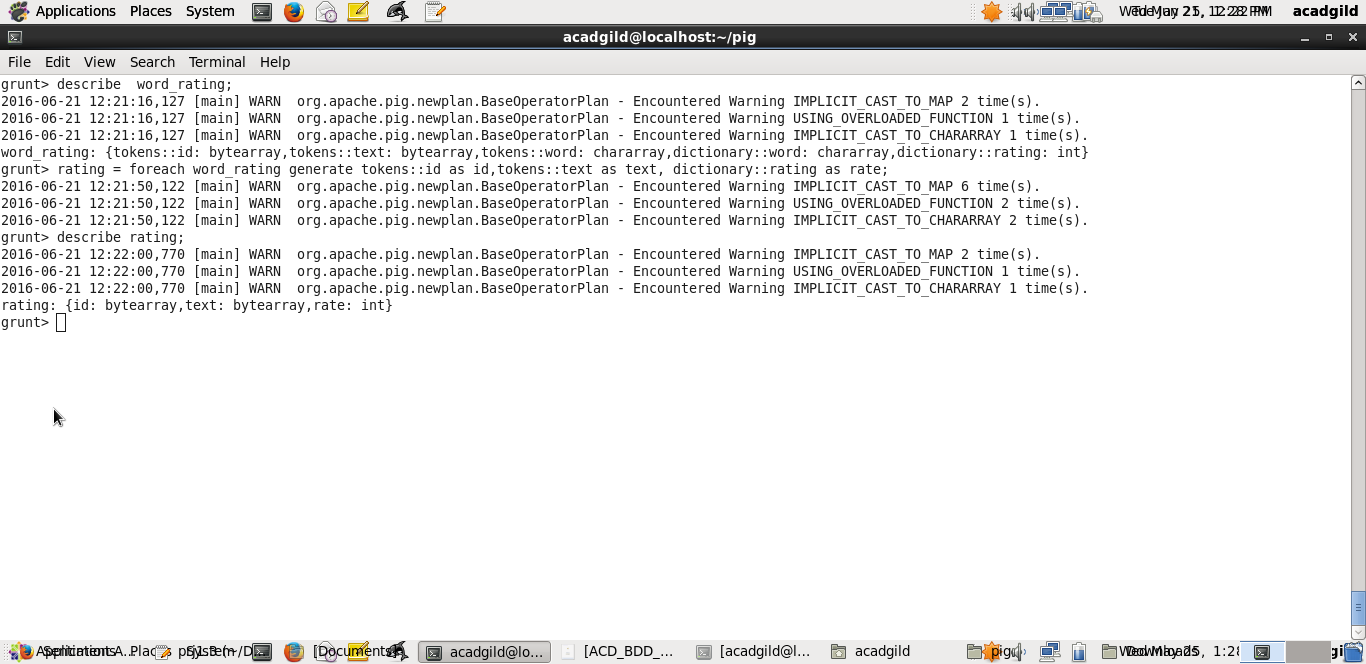 Applications Places System
acadgild
acadgild@localhost:~/pig
File Edit View Search Terminal Help
grunt> describe  word_rating;
2016-06-21 12:21:16,127 [main] WARN  org.apache.pig.newplan.BaseOperatorPlan - Encountered Warning IMPLICIT_CAST_TO_MAP 2 time(s).
2016-06-21 12:21:16,127 [main] WARN  org.apache.pig.newplan.BaseOperatorPlan - Encountered Warning USING_OVERLOADED_FUNCTION 1 time(s).
2016-06-21 12:21:16,127 [main] WARN  org.apache.pig.newplan.BaseOperatorPlan - Encountered Warning IMPLICIT_CAST_TO_CHARARRAY 1 time(s).
word_rating: {tokens::id: bytearray,tokens::text: bytearray,tokens::word: chararray,dictionary::word: chararray,dictionary::rating: int}
grunt> rating = foreach word_rating generate tokens::id as id,tokens::text as text, dictionary::rating as rate;
2016-06-21 12:21:50,122 [main] WARN  org.apache.pig.newplan.BaseOperatorPlan - Encountered Warning IMPLICIT_CAST_TO_MAP 6 time(s).
2016-06-21 12:21:50,122 [main] WARN  org.apache.pig.newplan.BaseOperatorPlan - Encountered Warning USING_OVERLOADED_FUNCTION 2 time(s).
2016-06-21 12:21:50,122 [main] WARN  org.apache.pig.newplan.BaseOperatorPlan - Encountered Warning IMPLICIT_CAST_TO_CHARARRAY 2 time(s).
grunt> describe rating;
2016-06-21 12:22:00,770 [main] WARN  org.apache.pig.newplan.BaseOperatorPlan - Encountered Warning IMPLICIT_CAST_TO_MAP 2 time(s).
2016-06-21 12:22:00,770 [main] WARN  org.apache.pig.newplan.BaseOperatorPlan - Encountered Warning USING_OVERLOADED_FUNCTION 1 time(s).
2016-06-21 12:22:00,770 [main] WARN  org.apache.pig.newplan.BaseOperatorPlan - Encountered Warning IMPLICIT_CAST_TO_CHARARRAY 1 time(s).
rating: {id: bytearray,text: bytearray,rate: int}
grunt>
acadgild@lo... [ACD_BDD_... [acadgild@l... acadgild pig